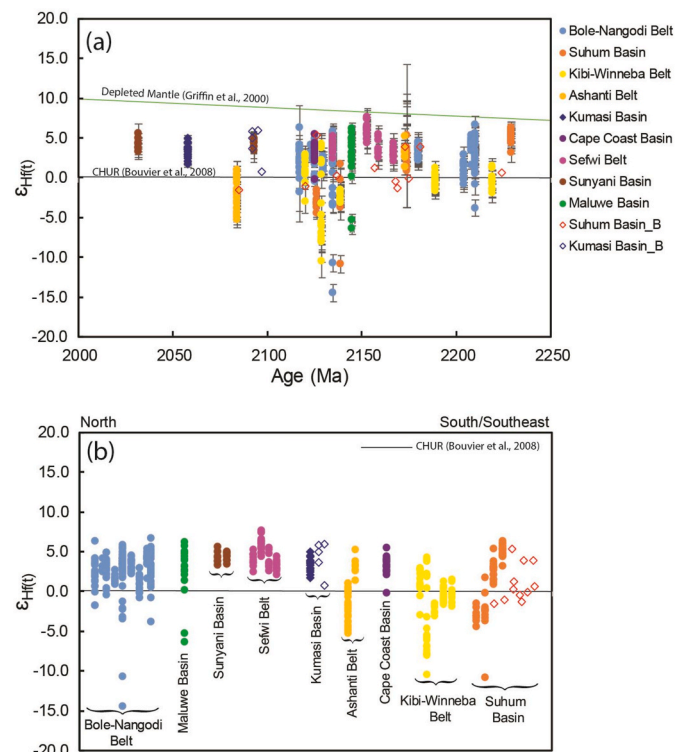 (a)
20.0
15.0
10.0
5.0
0.0
-5.0
-10.0
-15.0
-20.0
εHf(t)
Depleted Mantle (Griffin et al., 2000)
CHUR (Bouvier et al., 2008)
2000
2050
2100
2150
2200
2250
Age (Ma)
Bole-Nangodi Belt
Suhum Basin
Kibi-Winneba Belt
Ashanti Belt
Kumasi Basin
Cape Coast Basin
Sefwi Belt
Sunyani Basin
Maluwe Basin
Suhum Basin_B
Kumasi Basin_B
North
South/Southeast
(b)
CHUR (Bouvier et al., 2008)
20.0
15.0
10.0
5.0
0.0
-5.0
-10.0
-15.0
-20.0
εHf(t)
Bole-Nangodi
Belt
Maluwe Basin
Sunyani Basin
Sefwi Belt
Kumasi Basin
Ashanti Belt
Cape Coast Basin
Kibi-Winneba
Belt
Suhum
Basin